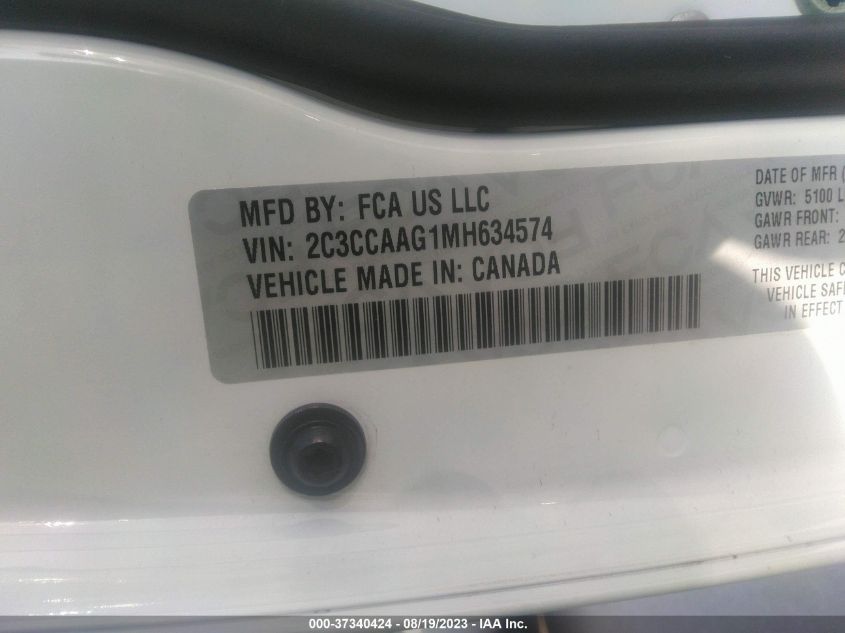 MFD BY: FCA US LLC
VIN: 2C3CCAAG1MH634574
VEHICLE MADE IN: CANADA
DATE OF MFR (
GVWR: 5100 L
GAWR FRONT:
GAWR REAR: 2
THIS VEHICLE C
VEHICLE SAF
IN EFFECT
000-37340424 - 08/19/2023 - IAA Inc.